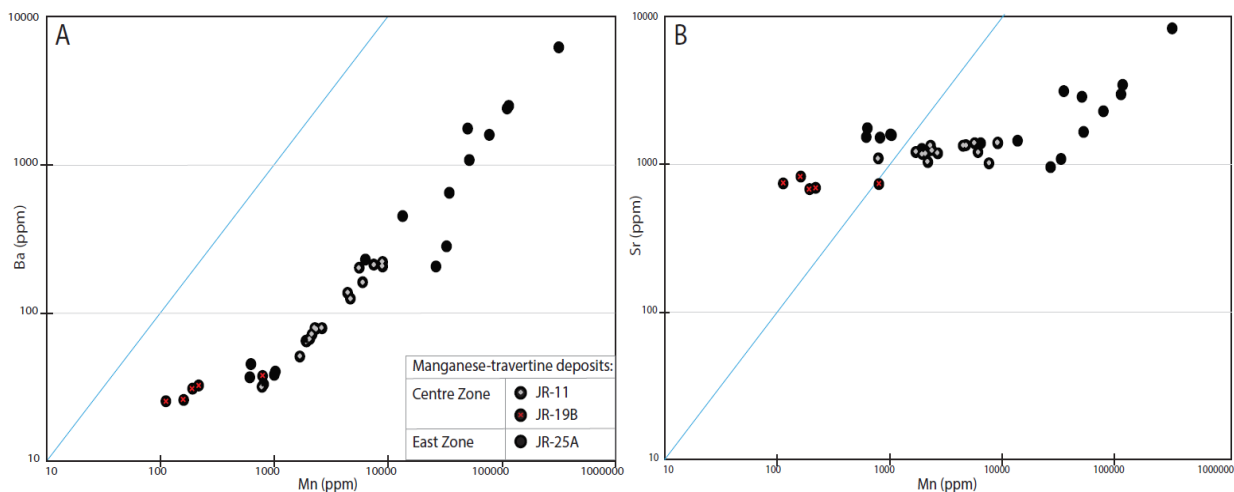 A
10000
1000
100
10
Ba (ppm)
10
100
1000
10000
100000
1000000
Mn (ppm)
Manganese-travertine deposits:
Centre Zone
JR-11
JR-19B
East Zone
JR-25A
B
10000
1000
100
10
Sr (ppm)
10
100
1000
10000
100000
1000000
Mn (ppm)